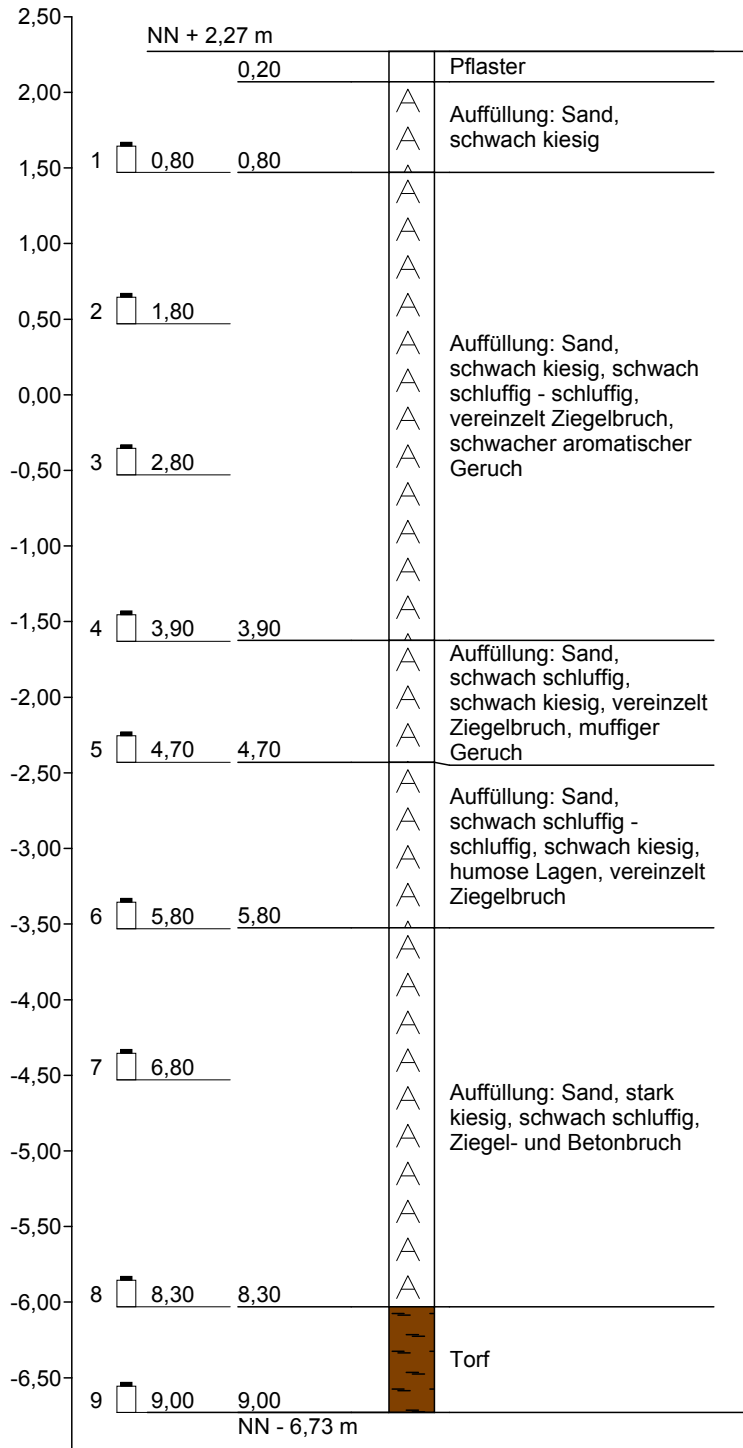 2,50
NN + 2,27 m
0,20
Pflaster
2,00
Auffüllung: Sand,
schwach kiesig
1,50
1
0,80
0,80
1,00
0,50
2
1,80
Auffüllung: Sand,
schwach kiesig, schwach
schluffig - schluffig,
vereinzelt Ziegelbruch,
schwacher aromatischer
Geruch
0,00
-0,50
3
2,80
-1,00
-1,50
4
3,90
3,90
Auffüllung: Sand,
schwach schluffig,
schwach kiesig, vereinzelt
Ziegelbruch, muffiger
Geruch
-2,00
5
4,70
4,70
-2,50
Auffüllung: Sand,
schwach schluffig -
schluffig, schwach kiesig,
humose Lagen, vereinzelt
Ziegelbruch
-3,00
-3,50
6
5,80
5,80
-4,00
-4,50
7
6,80
Auffüllung: Sand, stark
kiesig, schwach schluffig,
Ziegel- und Betonbruch
-5,00
-5,50
-6,00
8
8,30
8,30
Torf
-6,50
9
9,00
9,00
NN - 6,73 m